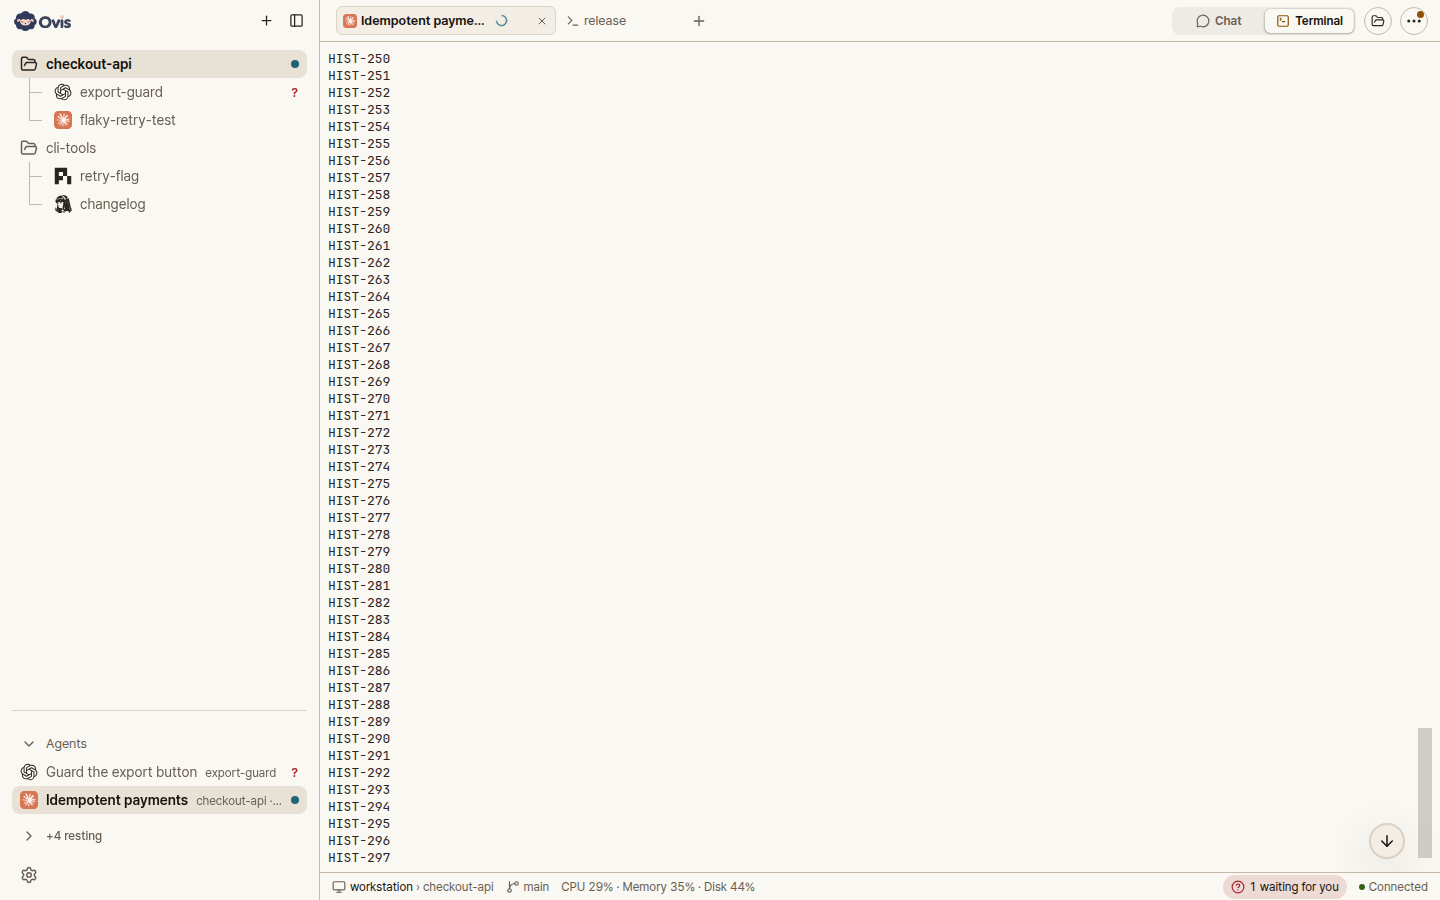 Ovis
checkout-api
export-guard ?
flaky-retry-test
cli-tools
retry-flag
changelog
Agents
Guard the export button export-guard ?
Idempotent payments checkout-api ·...
+4 resting
Idempotent payme...
release
Chat
Terminal
HIST-250
HIST-251
HIST-252
HIST-253
HIST-254
HIST-255
HIST-256
HIST-257
HIST-258
HIST-259
HIST-260
HIST-261
HIST-262
HIST-263
HIST-264
HIST-265
HIST-266
HIST-267
HIST-268
HIST-269
HIST-270
HIST-271
HIST-272
HIST-273
HIST-274
HIST-275
HIST-276
HIST-277
HIST-278
HIST-279
HIST-280
HIST-281
HIST-282
HIST-283
HIST-284
HIST-285
HIST-286
HIST-287
HIST-288
HIST-289
HIST-290
HIST-291
HIST-292
HIST-293
HIST-294
HIST-295
HIST-296
HIST-297
workstation › checkout-api main CPU 29% · Memory 35% · Disk 44%
1 waiting for you
Connected